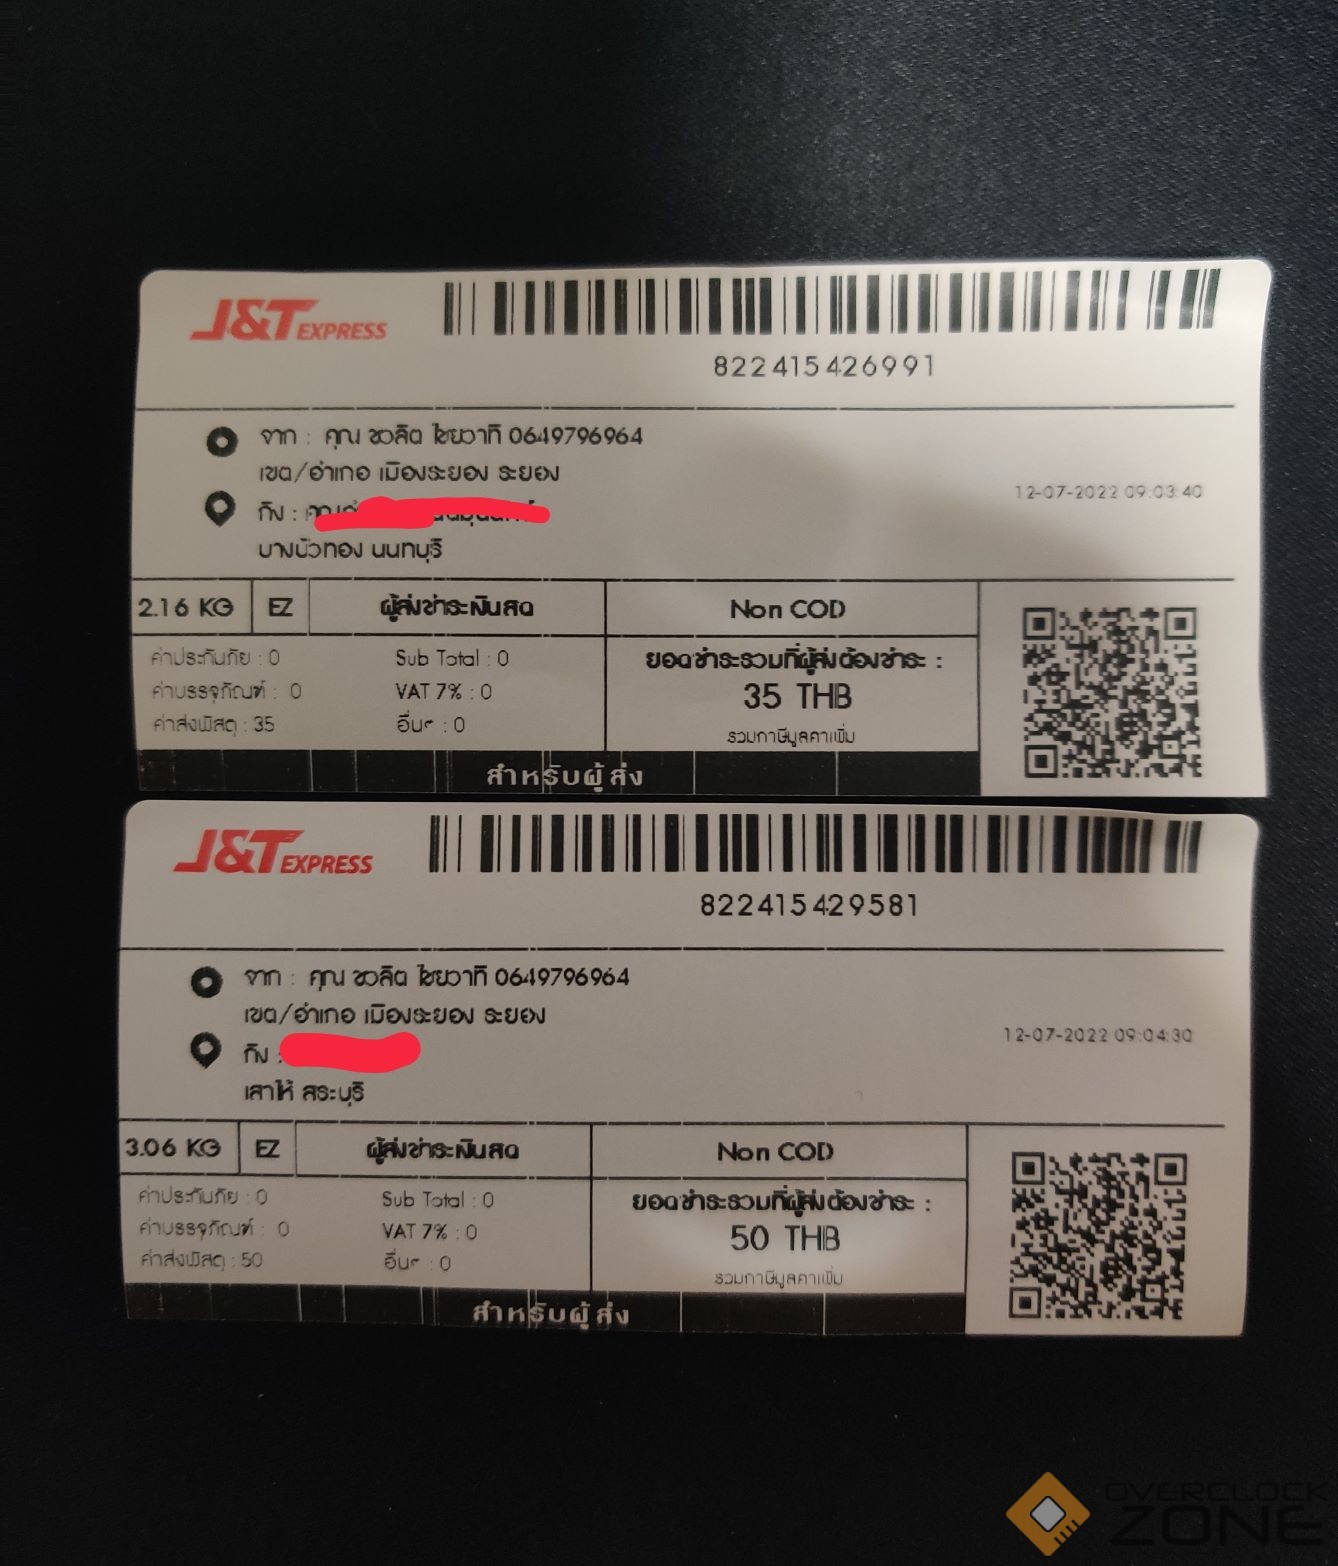 J&T EXPRESS
822415426991
จาก : คุณ ชวลิต ไชยวาที 0649796964
เขต/อำเภอ เมืองระยอง ระยอง
12-07-2022 09:03:40
ถึง :
บางบัวทอง นนทบุรี
2.16 KG EZ ผู้ส่งชำระเงินสด Non COD
ค่าประกันภัย : 0 Sub Total : 0 ยอดชำระรวมที่ผู้ส่งต้องชำระ :
ค่าบรรจุภัณฑ์ : 0 VAT 7% : 0 35 THB
ค่าส่งพัสดุ : 35 อื่นๆ : 0 รวมภาษีมูลค่าเพิ่ม
สำหรับผู้ส่ง
J&T EXPRESS
822415429581
จาก : คุณ ชวลิต ไชยวาที 0649796964
เขต/อำเภอ เมืองระยอง ระยอง
12-07-2022 09:04:30
ถึง :
เสาไห้ สระบุรี
3.06 KG EZ ผู้ส่งชำระเงินสด Non COD
ค่าประกันภัย : 0 Sub Total : 0 ยอดชำระรวมที่ผู้ส่งต้องชำระ :
ค่าบรรจุภัณฑ์ : 0 VAT 7% : 0 50 THB
ค่าส่งพัสดุ : 50 อื่นๆ : 0 รวมภาษีมูลค่าเพิ่ม
สำหรับผู้ส่ง
OVERCLOCK
ZONE